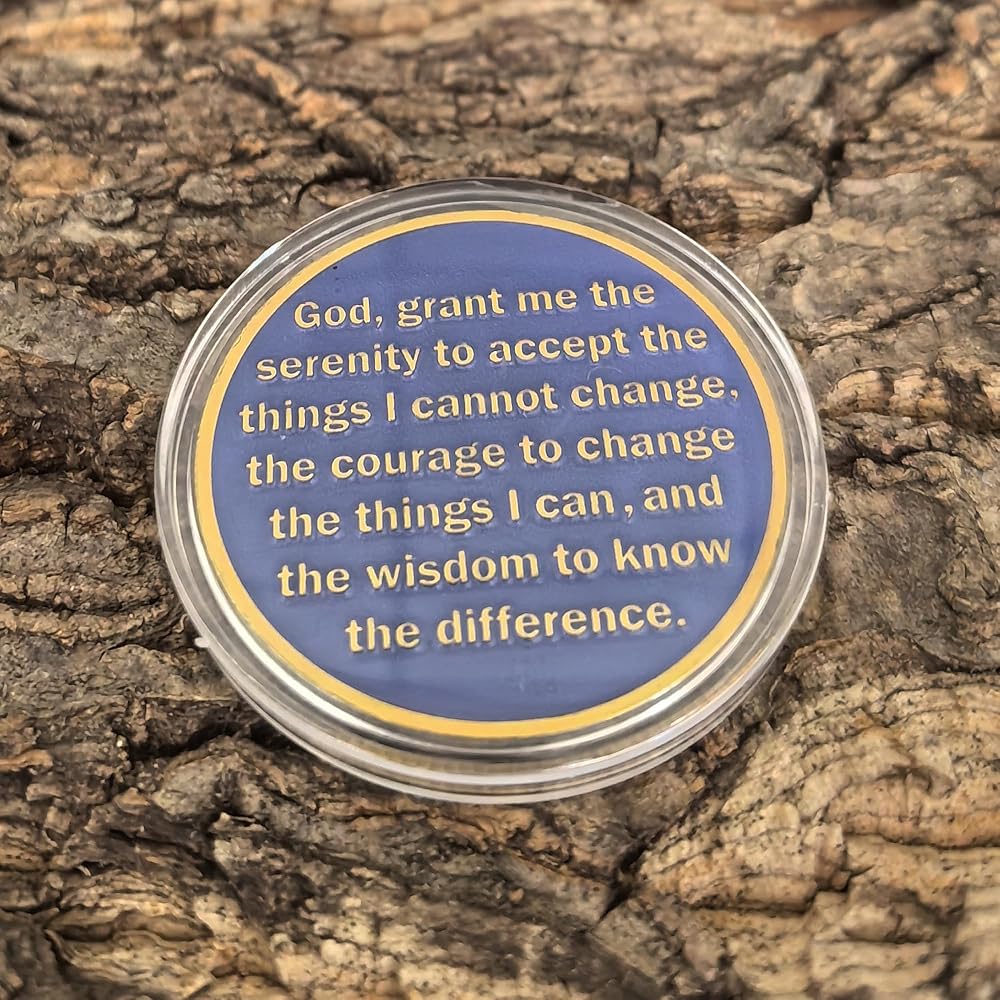 God, grant me the
serenity to accept the
things I cannot change,
the courage to change
the things I can, and
the wisdom to know
the difference.